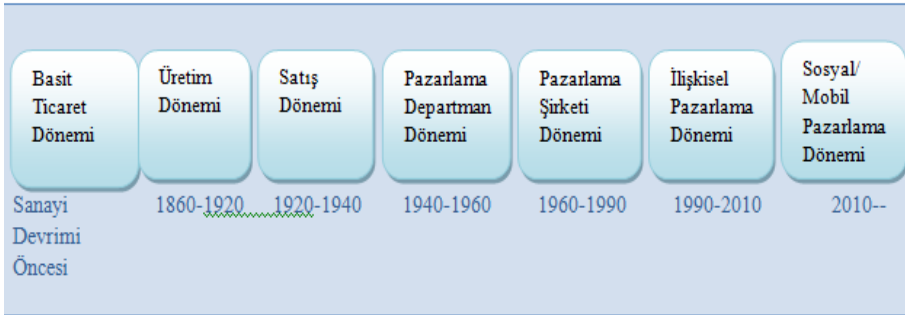 Basit
Ticaret
Dönemi
Üretim
Dönemi
Satış
Dönemi
Pazarlama
Departman
Dönemi
Pazarlama
Şirketi
Dönemi
İlişkisel
Pazarlama
Dönemi
Sosyal/
Mobil
Pazarlama
Dönemi
Sanayi
Devrimi
Öncesi
1860-1920
1920-1940
1940-1960
1960-1990
1990-2010
2010--